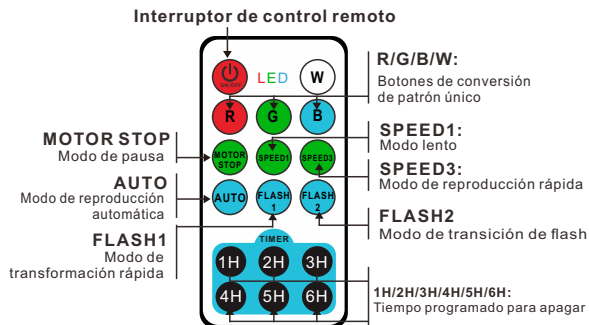 Interruptor de control remoto
ON/OFF
LED
W
R
G
B
MOTOR STOP
SPEED1
SPEED3
AUTO
FLASH 1
FLASH 2
TIMER
1H 2H 3H
4H 5H 6H
MOTOR STOP
Modo de pausa
AUTO
Modo de reproducción
automática
FLASH1
Modo de
transformación rápida
R/G/B/W:
Botones de conversión
de patrón único
SPEED1:
Modo lento
SPEED3:
Modo de reproducción rápida
FLASH2
Modo de transición de flash
1H/2H/3H/4H/5H/6H:
Tiempo programado para apagar